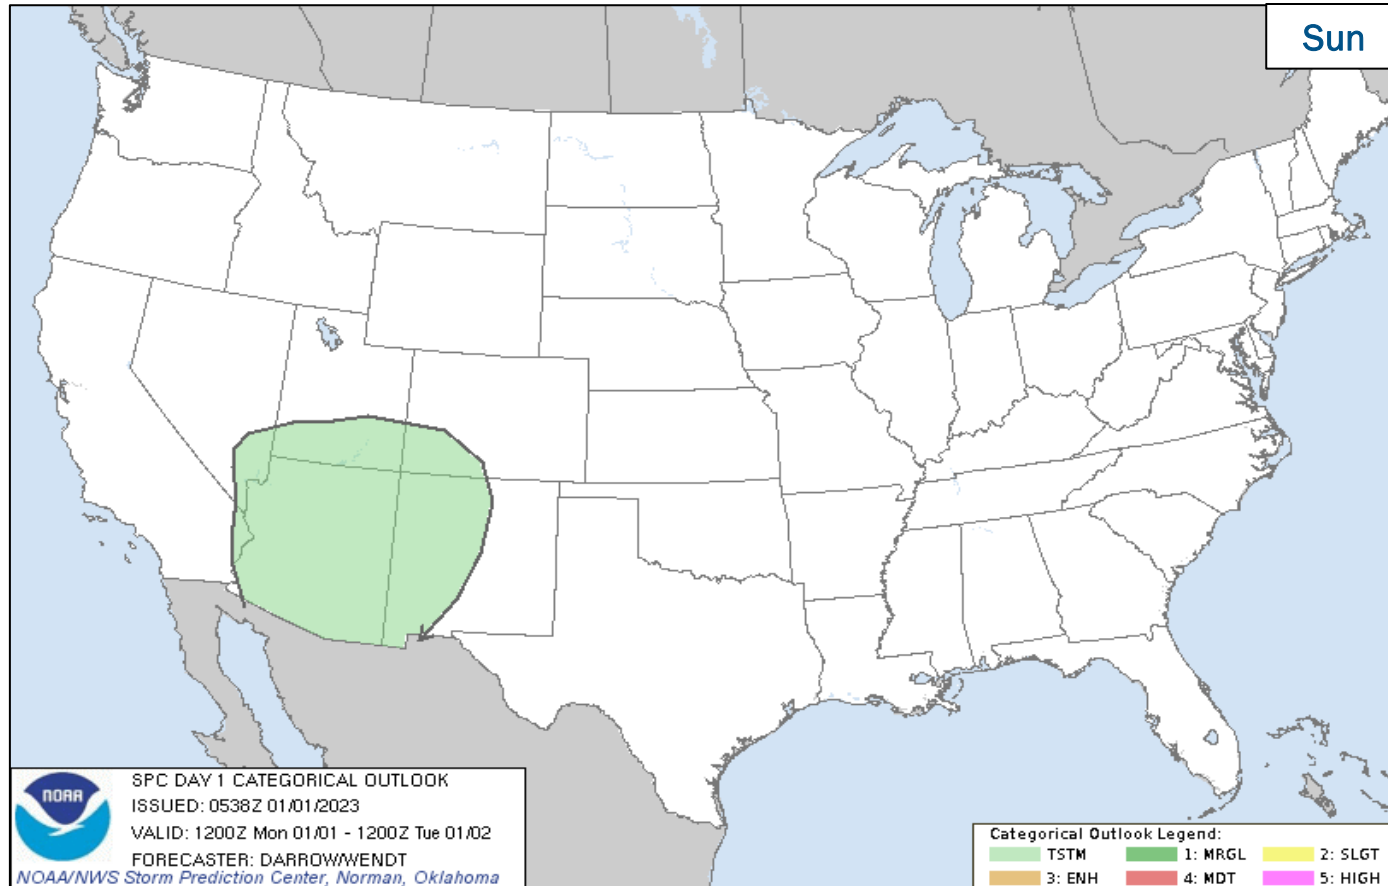 Sun
NOAA
SPC DAY 1 CATEGORICAL OUTLOOK
ISSUED: 0538Z 01/01/2023
VALID: 1200Z Mon 01/01 - 1200Z Tue 01/02
FORECASTER: DARROW/WENDT
NOAA/NWS Storm Prediction Center, Norman, Oklahoma
Categorical Outlook Legend:
TSTM 1: MRGL 2: SLGT
3: ENH 4: MDT 5: HIGH